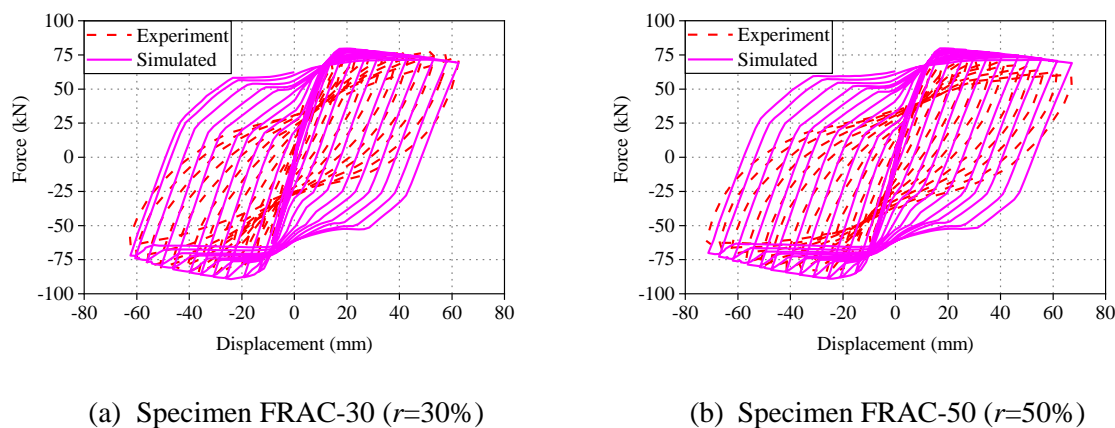 100
75
50
25
0
-25
-50
-75
-100
Force (kN)
Experiment
Simulated
-80 -60 -40 -20 0 20 40 60 80
Displacement (mm)
(a) Specimen FRAC-30 (r=30%)
100
75
50
25
0
-25
-50
-75
-100
Force (kN)
Experiment
Simulated
-80 -60 -40 -20 0 20 40 60 80
Displacement (mm)
(b) Specimen FRAC-50 (r=50%)